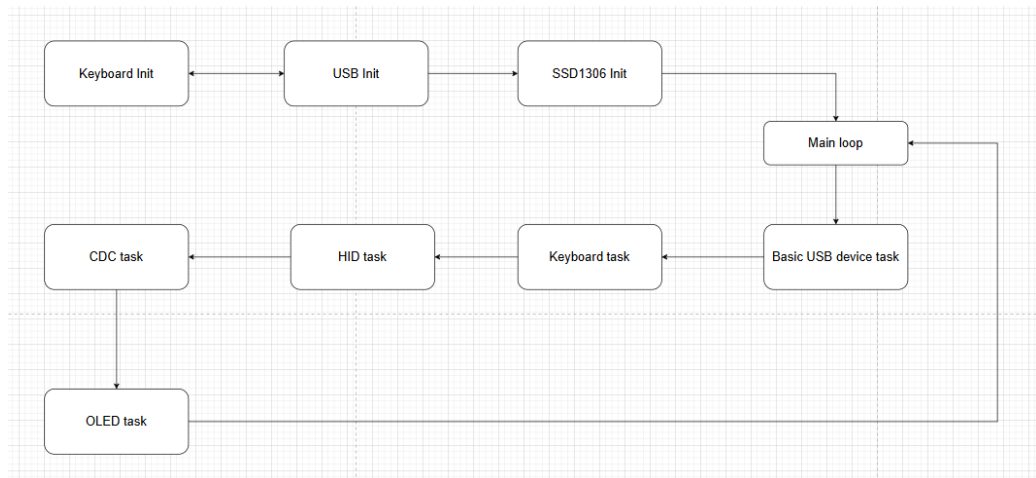 Keyboard Init
USB Init
SSD1306 Init
Main loop
CDC task
HID task
Keyboard task
Basic USB device task
OLED task